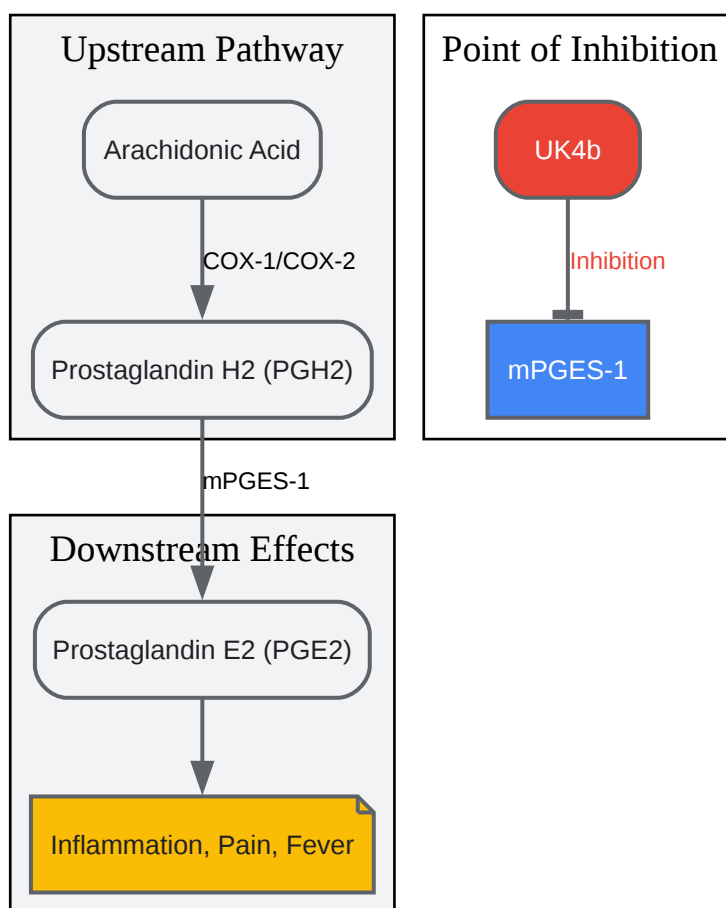 Upstream Pathway
Arachidonic Acid
COX-1/COX-2
Prostaglandin H2 (PGH2)
mPGES-1
Downstream Effects
Prostaglandin E2 (PGE2)
Inflammation, Pain, Fever
Point of Inhibition
UK4b
Inhibition
mPGES-1